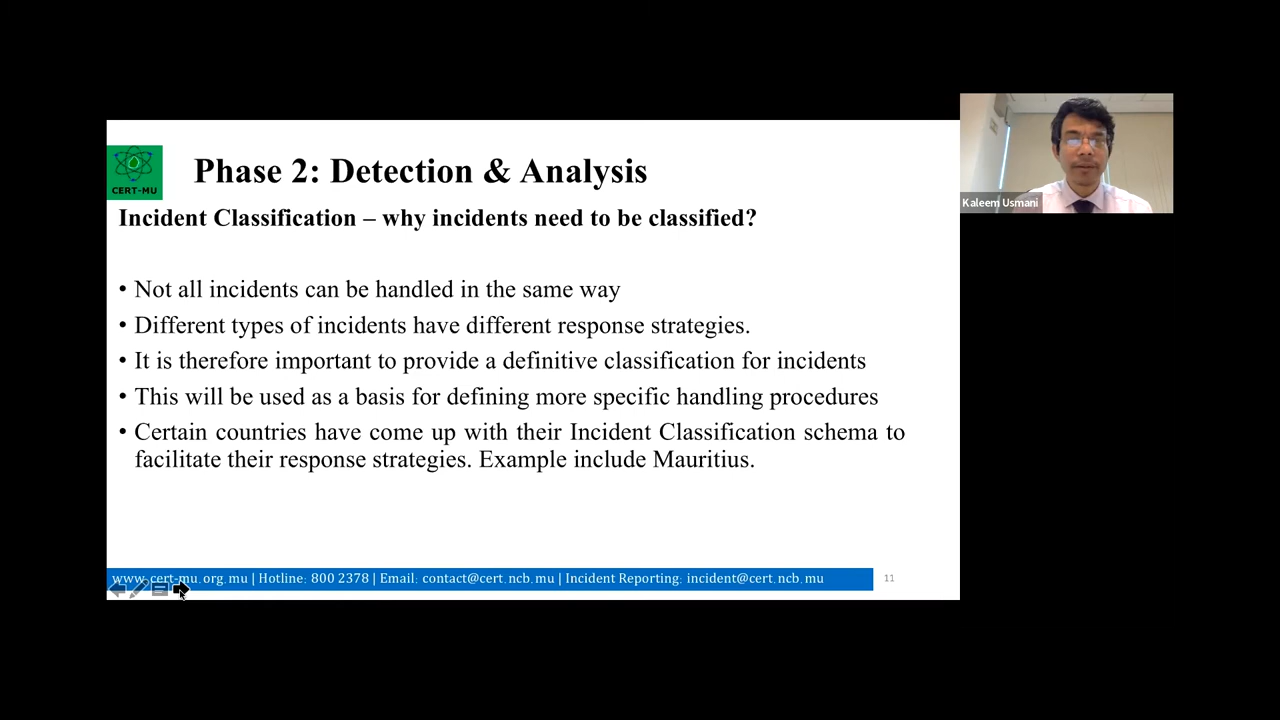 CERT-MU
Phase 2: Detection & Analysis
Incident Classification – why incidents need to be classified?
• Not all incidents can be handled in the same way
• Different types of incidents have different response strategies.
• It is therefore important to provide a definitive classification for incidents
• This will be used as a basis for defining more specific handling procedures
• Certain countries have come up with their Incident Classification schema to
facilitate their response strategies. Example include Mauritius.
www.cert-mu.org.mu | Hotline: 800 2378 | Email: contact@cert.ncb.mu | Incident Reporting: incident@cert.ncb.mu
11
Kaleem Usmani